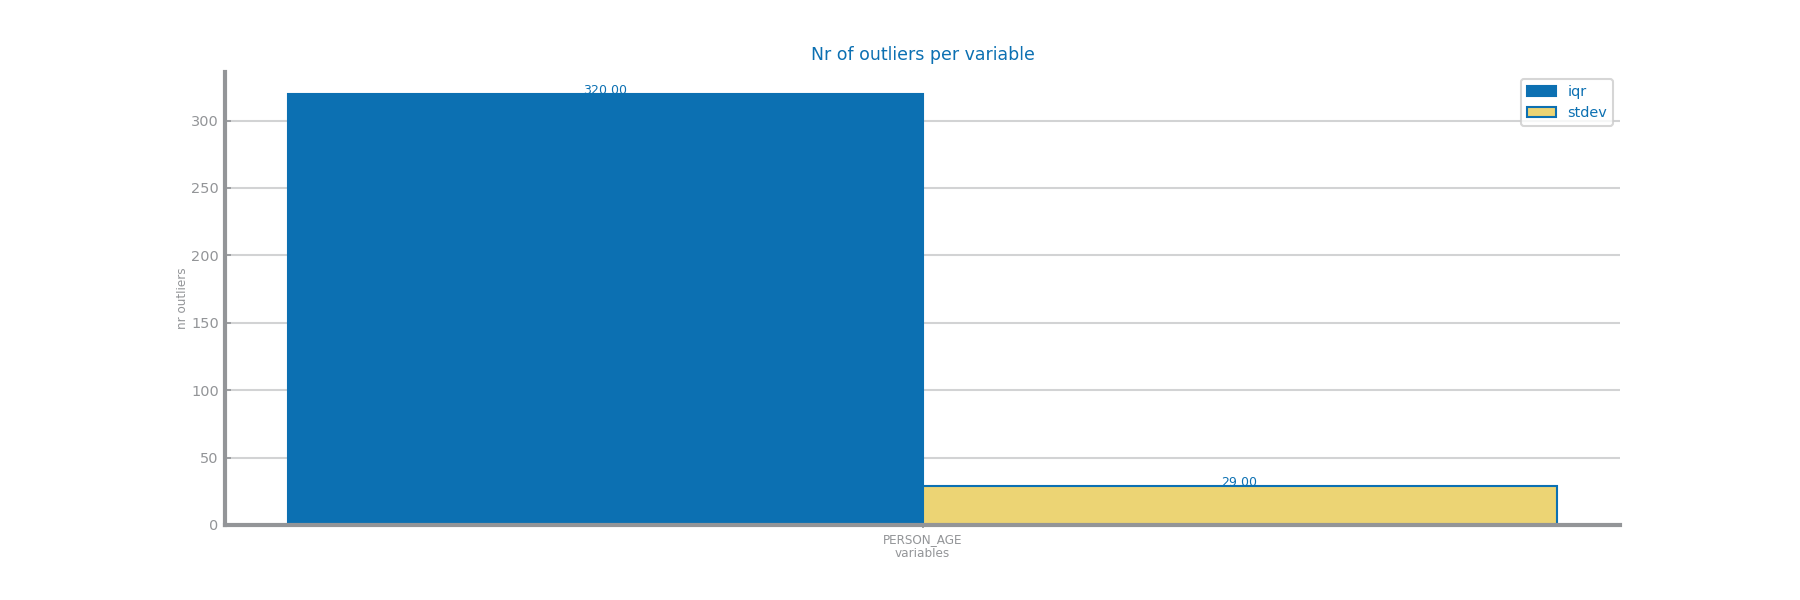 Nr of outliers per variable
320.00
iqr
stdev
300
250
200
150
100
50
0
nr outliers
29.00
PERSON_AGE
variables